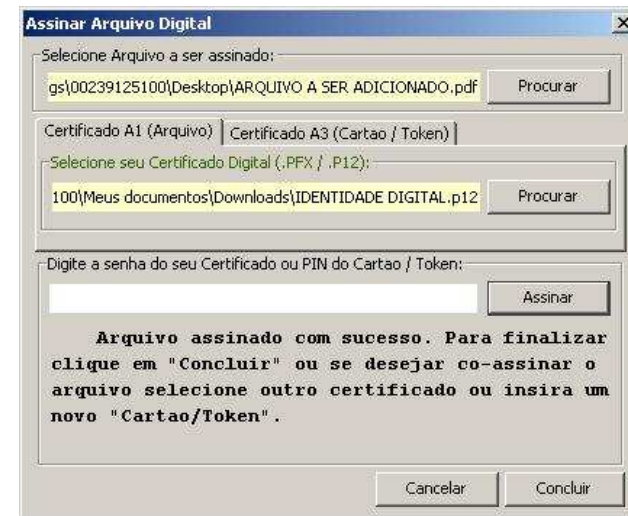 Assinar Arquivo Digital
Selecione Arquivo a ser assinado:
gs\00239125100\Desktop\ARQUIVO A SER ADICIONADO.pdf
Procurar
Certificado A1 (Arquivo)
Certificado A3 (Cartao / Token)
Selecione seu Certificado Digital (.PFX / .P12):
100\Meus documentos\Downloads\IDENTIDADE DIGITAL.p12
Procurar
Digite a senha do seu Certificado ou PIN do Cartao / Token:
Assinar
Arquivo assinado com sucesso. Para finalizar
clique em "Concluir" ou se desejar co-assinar o
arquivo selecione outro certificado ou insira um
novo "Cartao/Token".
Cancelar
Concluir